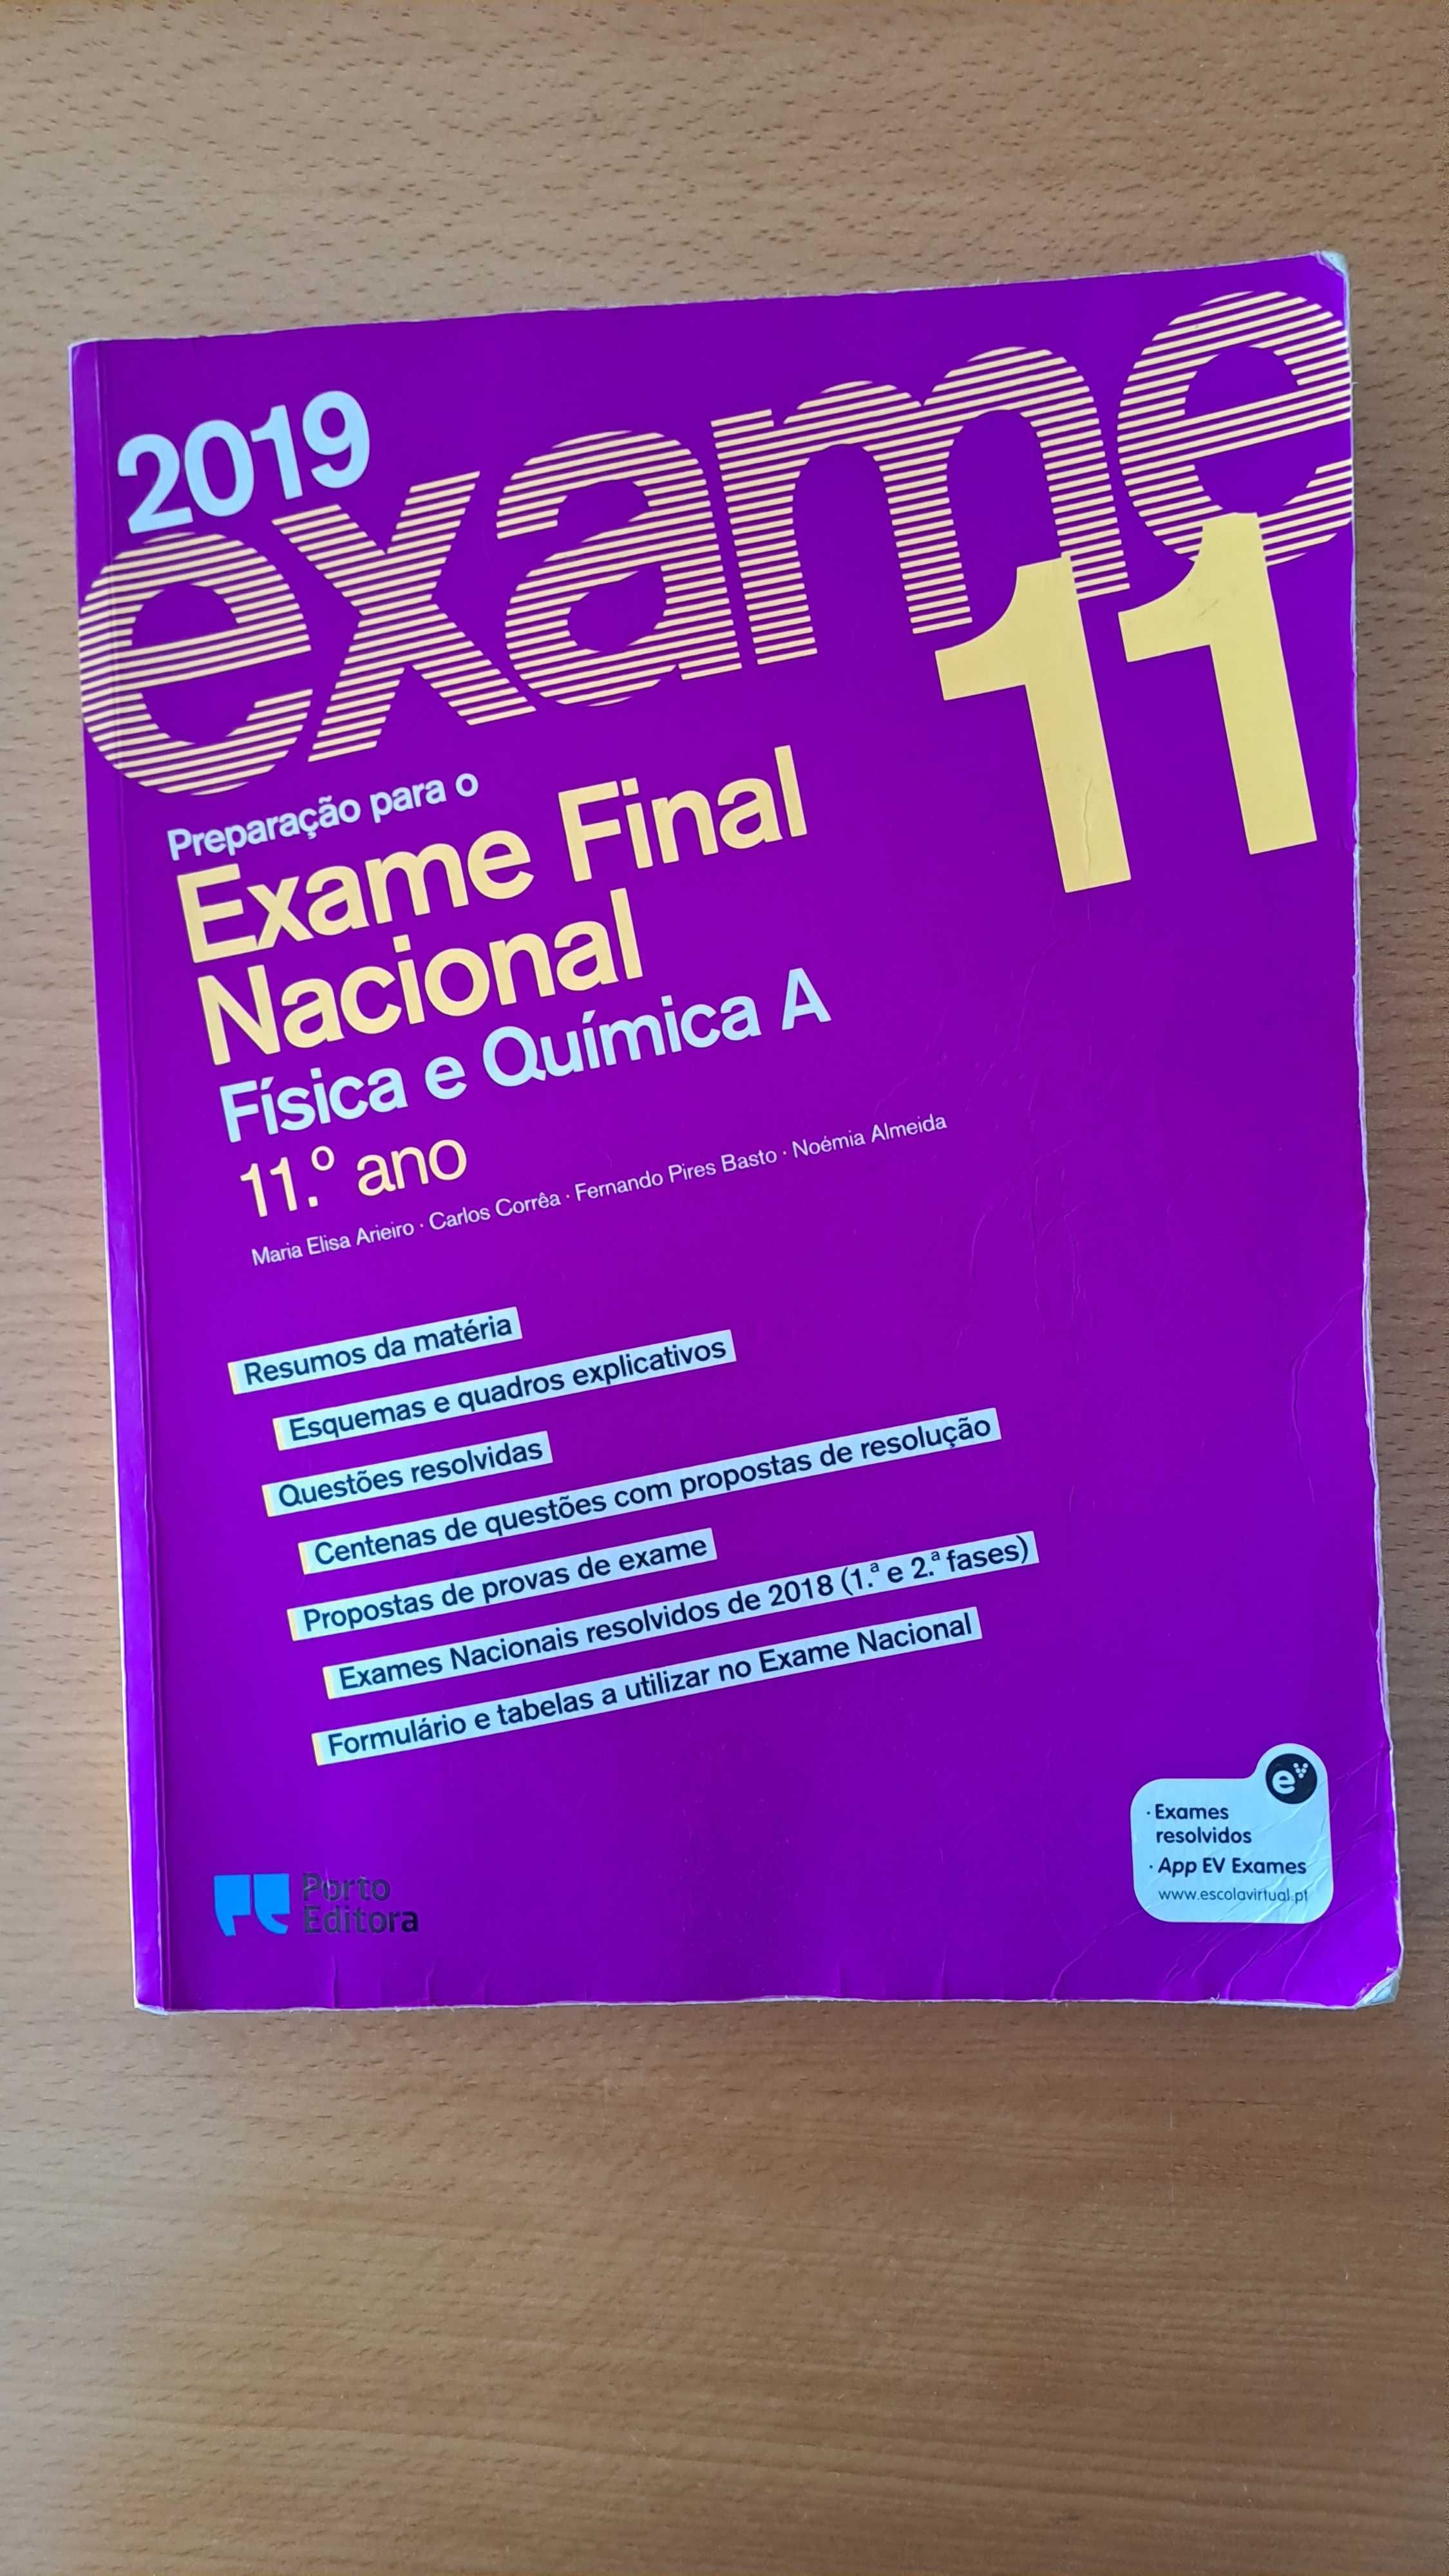 2019
exame
11
Preparação para o
Exame Final
Nacional
Física e Química A
11.º ano
Maria Elisa Arieiro · Carlos Corrêa · Fernando Pires Basto · Noémia Almeida
Resumos da matéria
Esquemas e quadros explicativos
Questões resolvidas
Centenas de questões com propostas de resolução
Propostas de provas de exame
Exames Nacionais resolvidos de 2018 (1.ª e 2.ª fases)
Formulário e tabelas a utilizar no Exame Nacional
Porto
Editora
e
· Exames
resolvidos
· App EV Exames
www.escolavirtual.pt